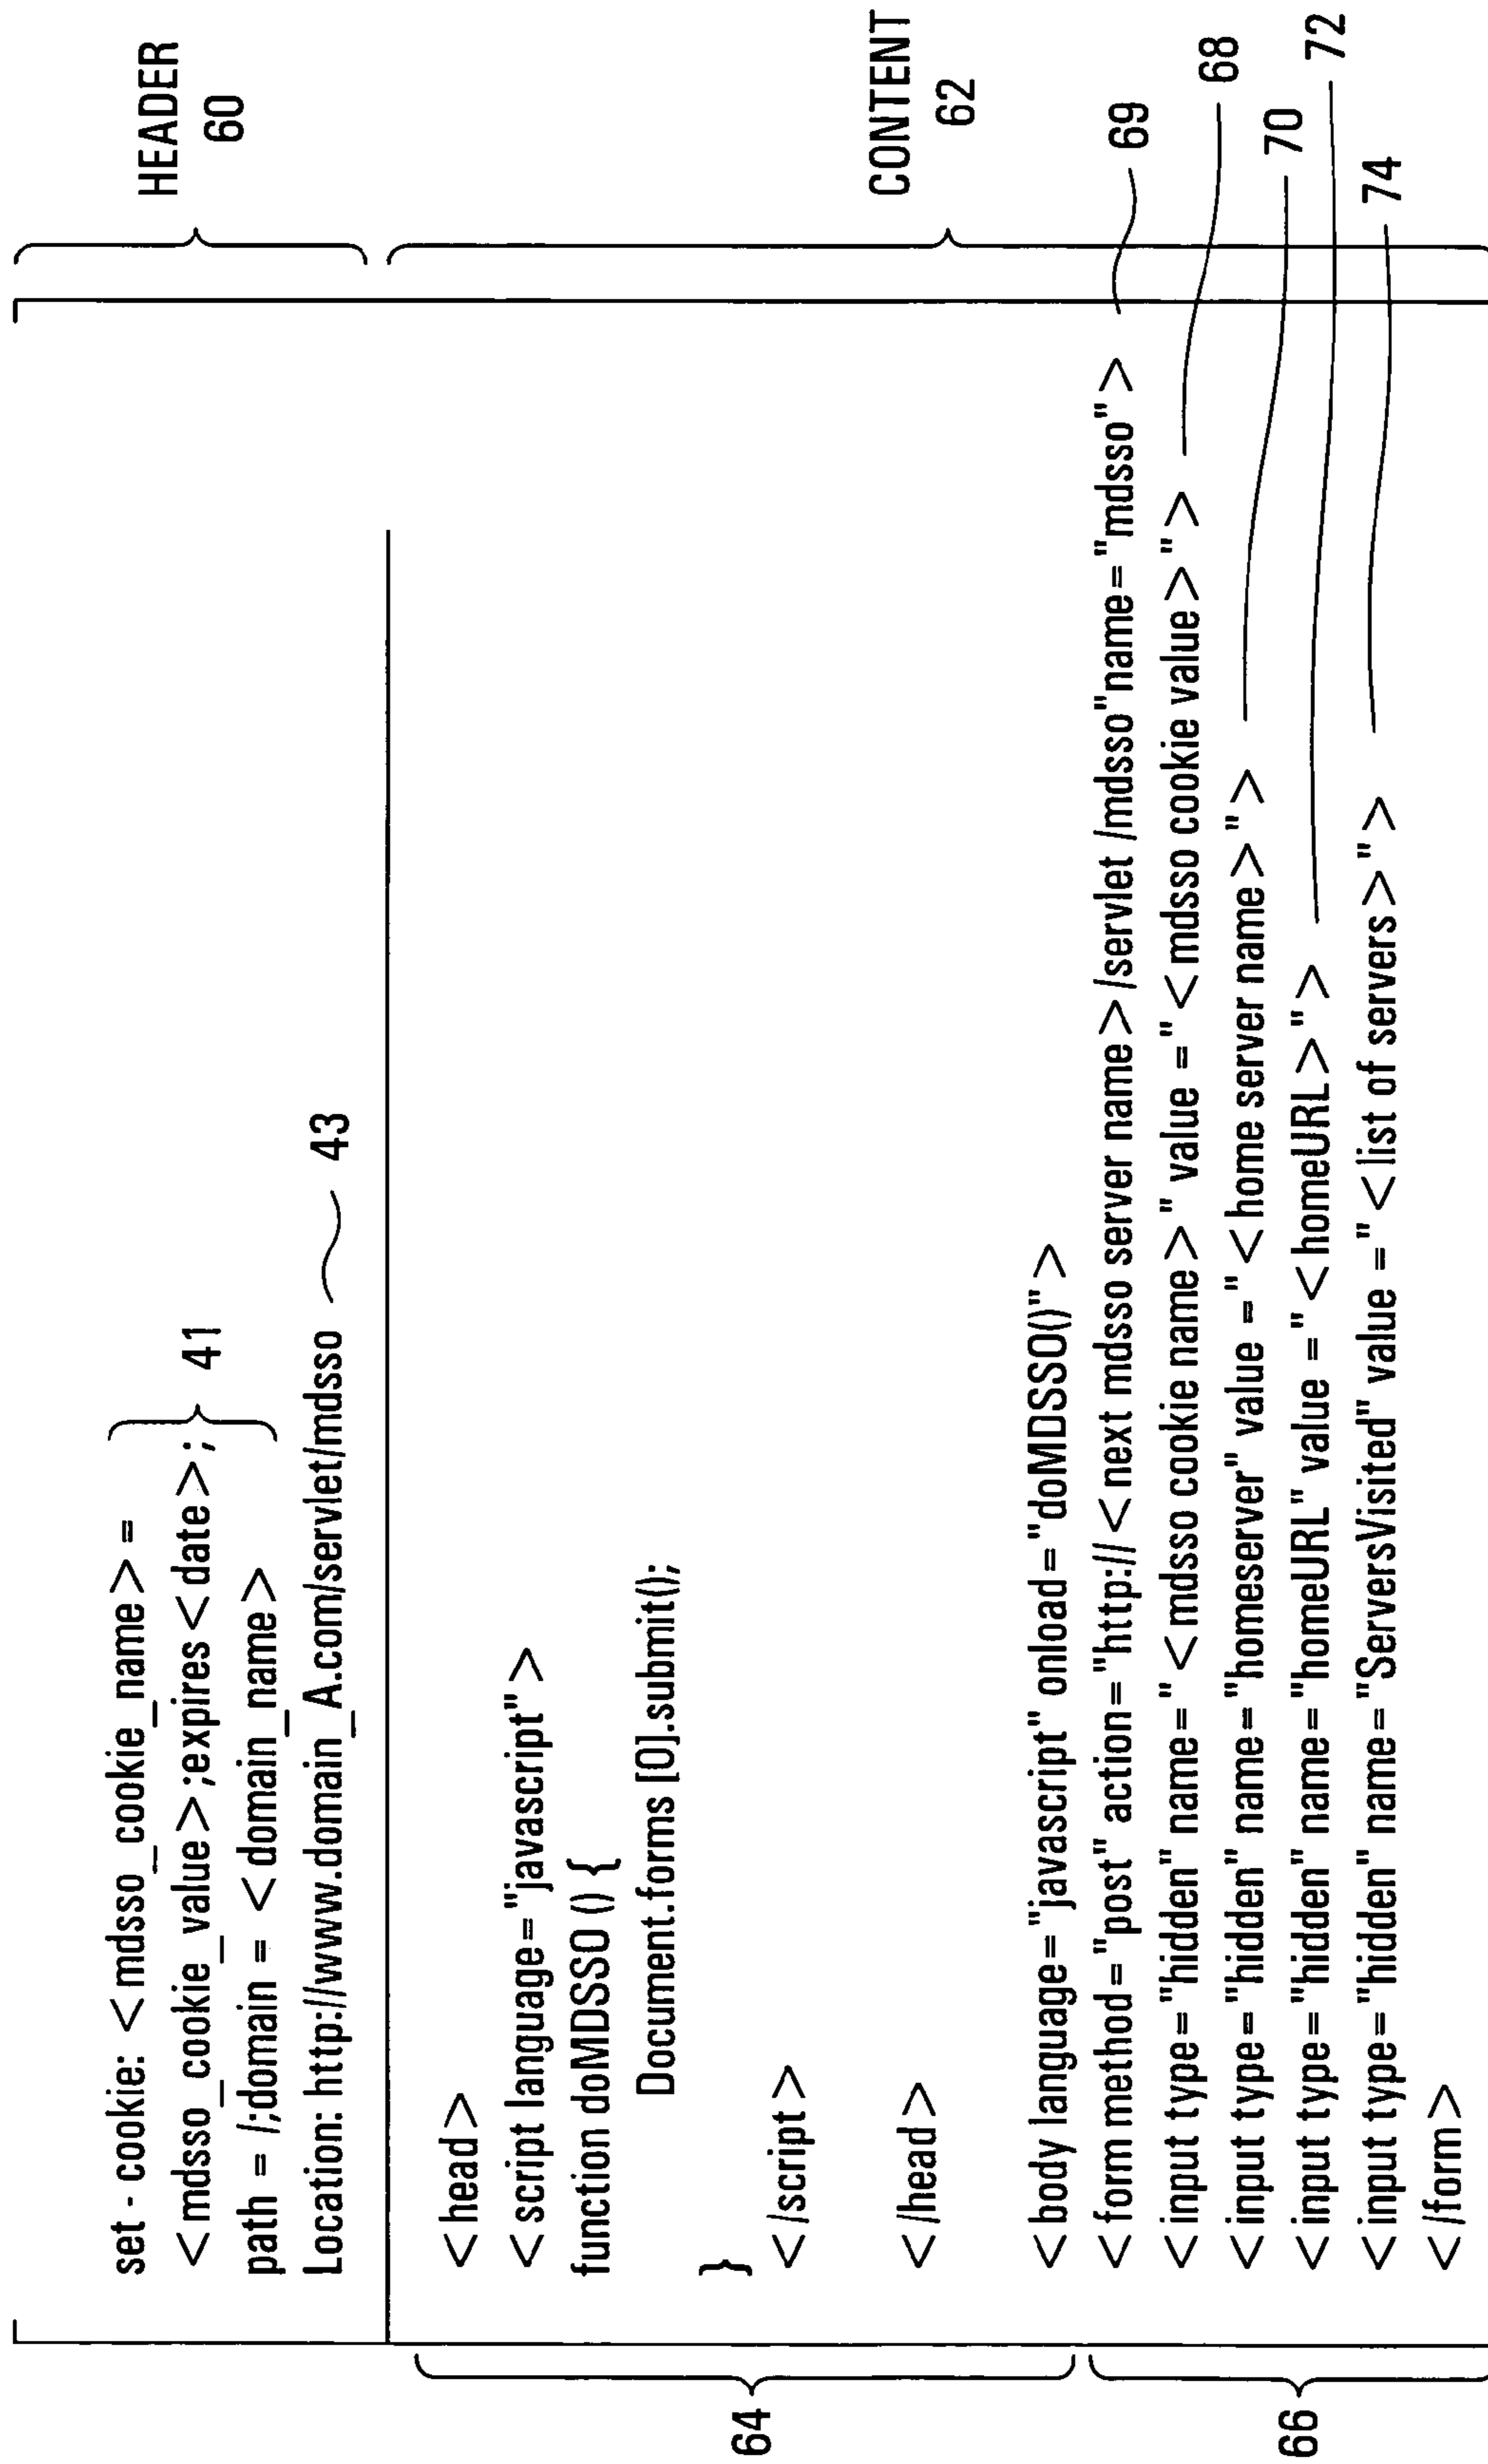 HEADER
60
set - cookie: <mdsso_cookie_name>=
<mdsso_cookie_value>;expires<date>;
path = /;domain = <domain_name>
41
Location: http://www.domain_A.com/servlet/mdsso
43
CONTENT
62
64
<head>
<script language="javascript">
function doMDSSO () {
Document.forms [0].submit();
}
</script>
</head>
<body language="javascript" onload="doMDSSO()">
66
<form method="post" action="http://<next mdsso server name>/servlet /mdsso"name="mdsso">
69
<input type="hidden" name="<mdsso cookie name>" value ="<mdsso cookie value>">
68
<input type="hidden" name="homeserver" value ="<home server name>">
70
<input type="hidden" name="homeURL" value ="<homeURL>">
72
<input type="hidden" name="ServersVisited" value ="<list of servers>">
74
</form>